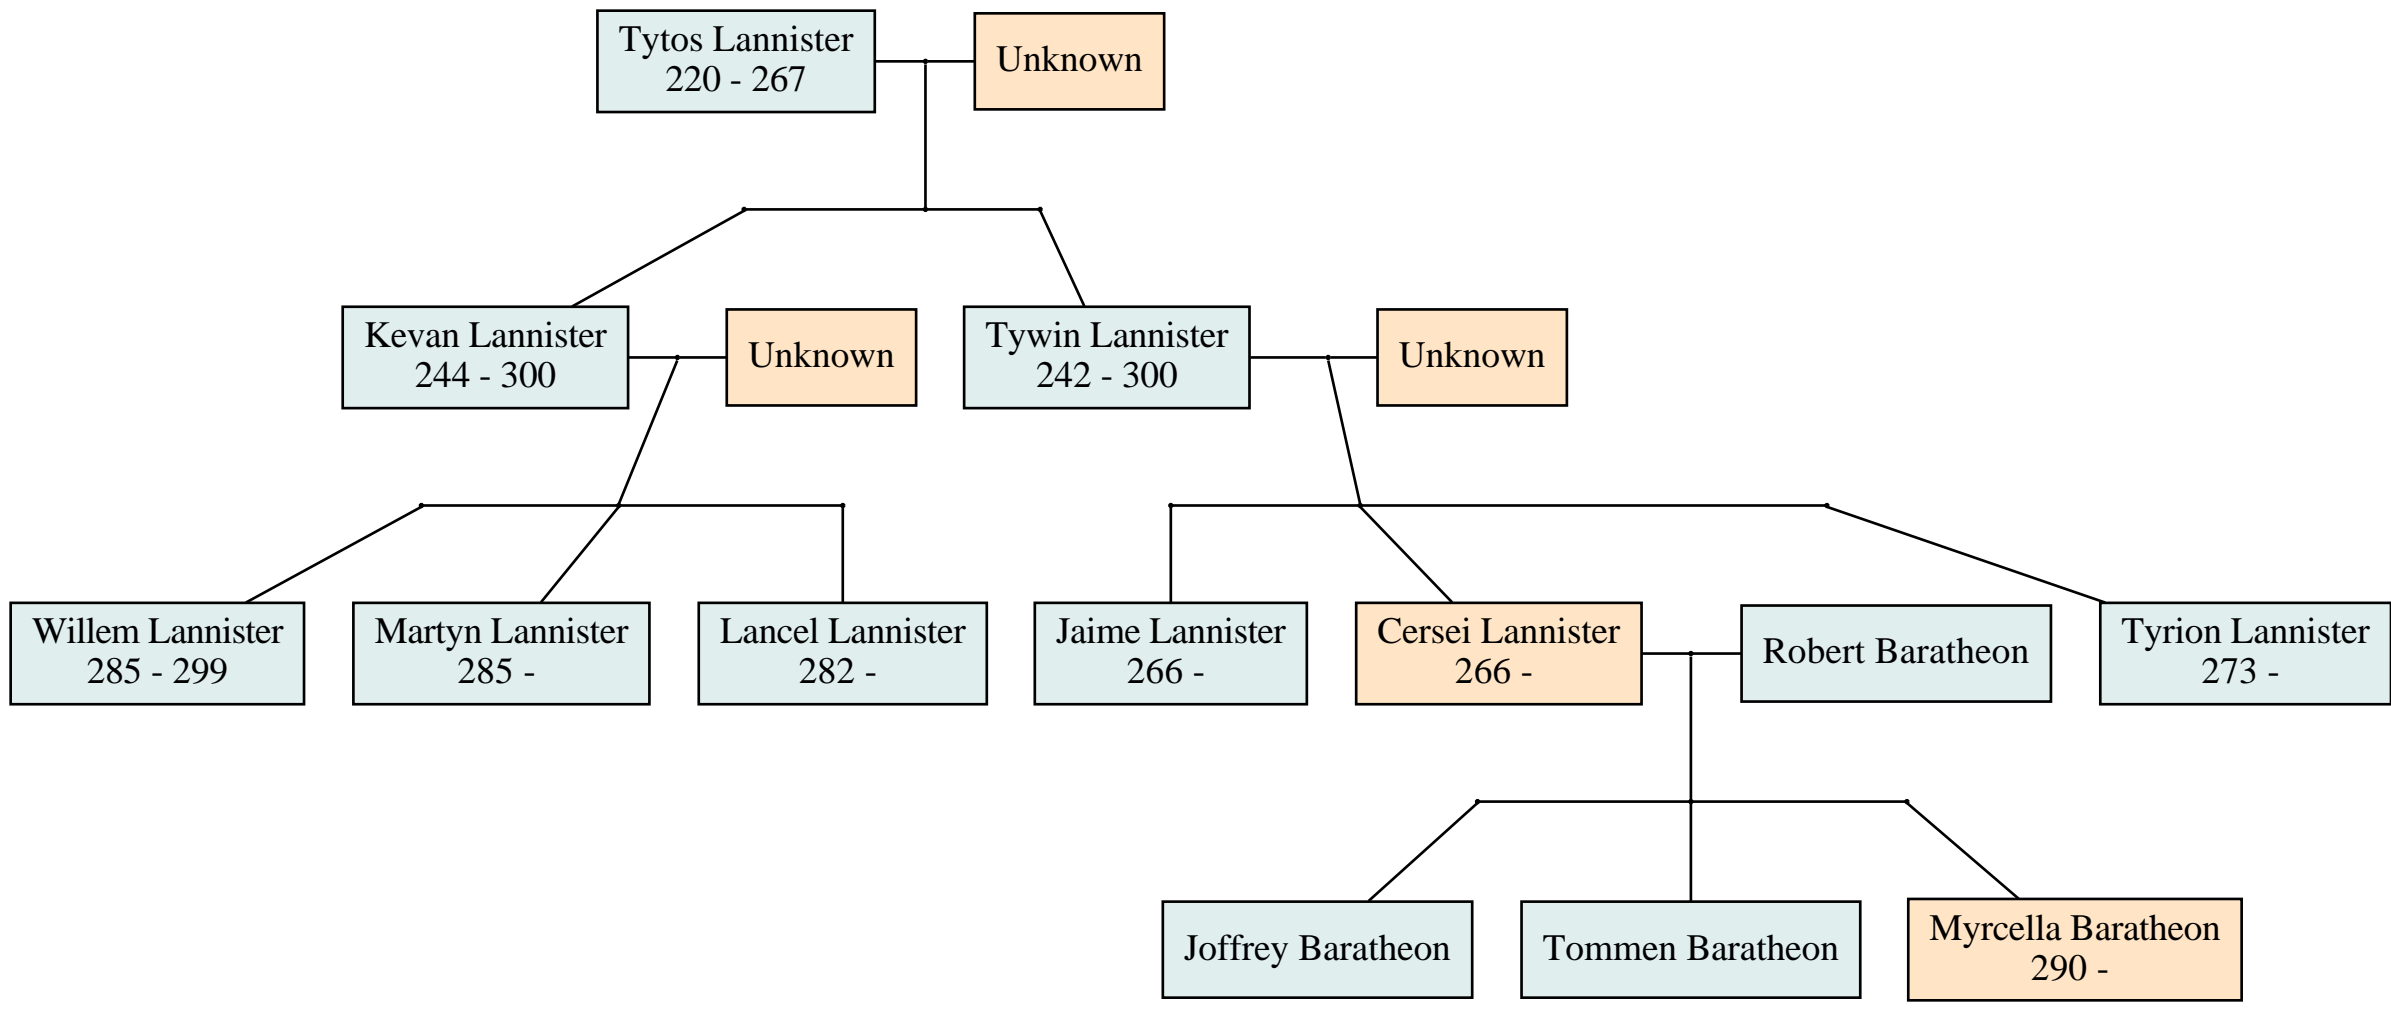 Tytos Lannister
220 - 267
Unknown
Kevan Lannister
244 - 300
Unknown
Tywin Lannister
242 - 300
Unknown
Willem Lannister
285 - 299
Martyn Lannister
285 -
Lancel Lannister
282 -
Jaime Lannister
266 -
Cersei Lannister
266 -
Robert Baratheon
Tyrion Lannister
273 -
Joffrey Baratheon
Tommen Baratheon
Myrcella Baratheon
290 -